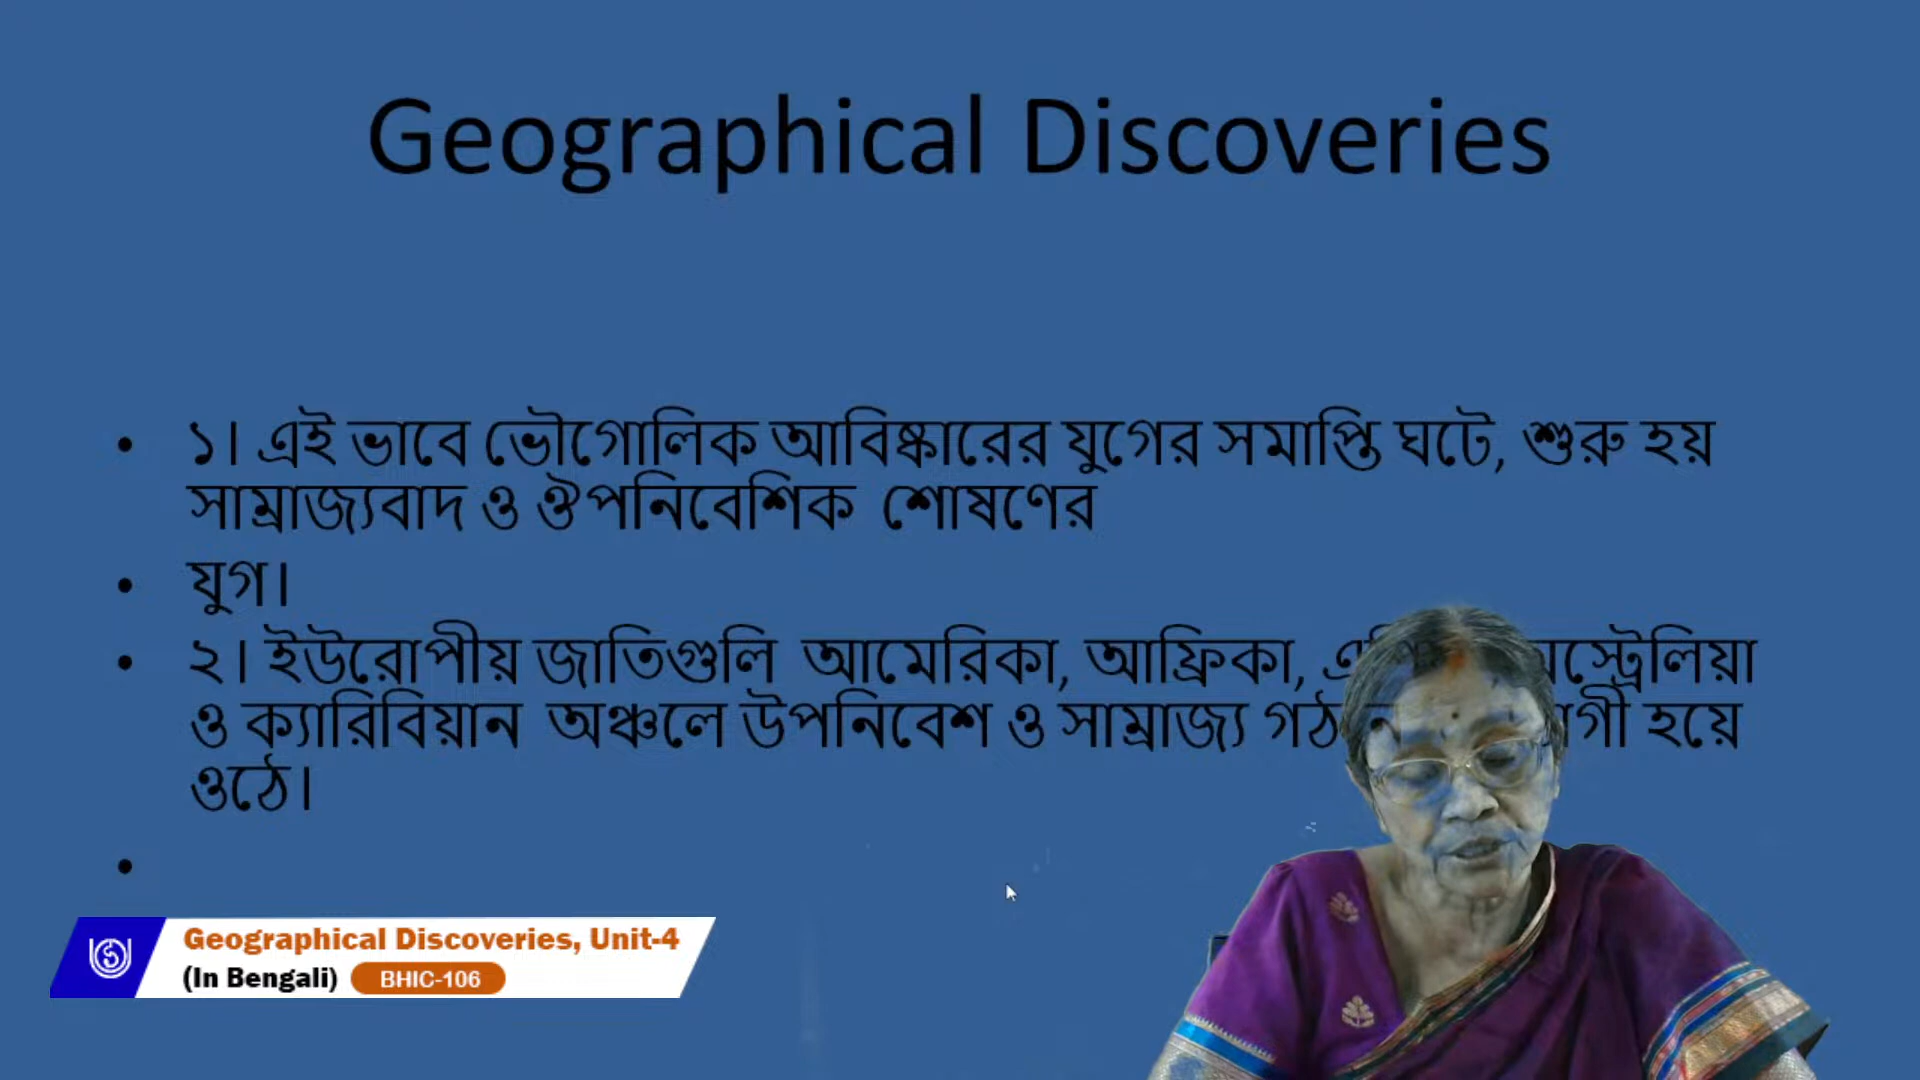 Geographical Discoveries
• ১। এই ভাবে ভৌগোলিক আবিষ্কারের যুগের সমাপ্তি ঘটে, শুরু হয়
সাম্রাজ্যবাদ ও ঔপনিবেশিক শোষণের
• যুগ।
• ২। ইউরোপীয় জাতিগুলি আমেরিকা, আফ্রিকা,
ও ক্যারিবিয়ান অঞ্চলে উপনিবেশ ও সাম্রাজ্য হয়ে
ওঠে।
•
Geographical Discoveries, Unit-4
(In Bengali) BHIC-106